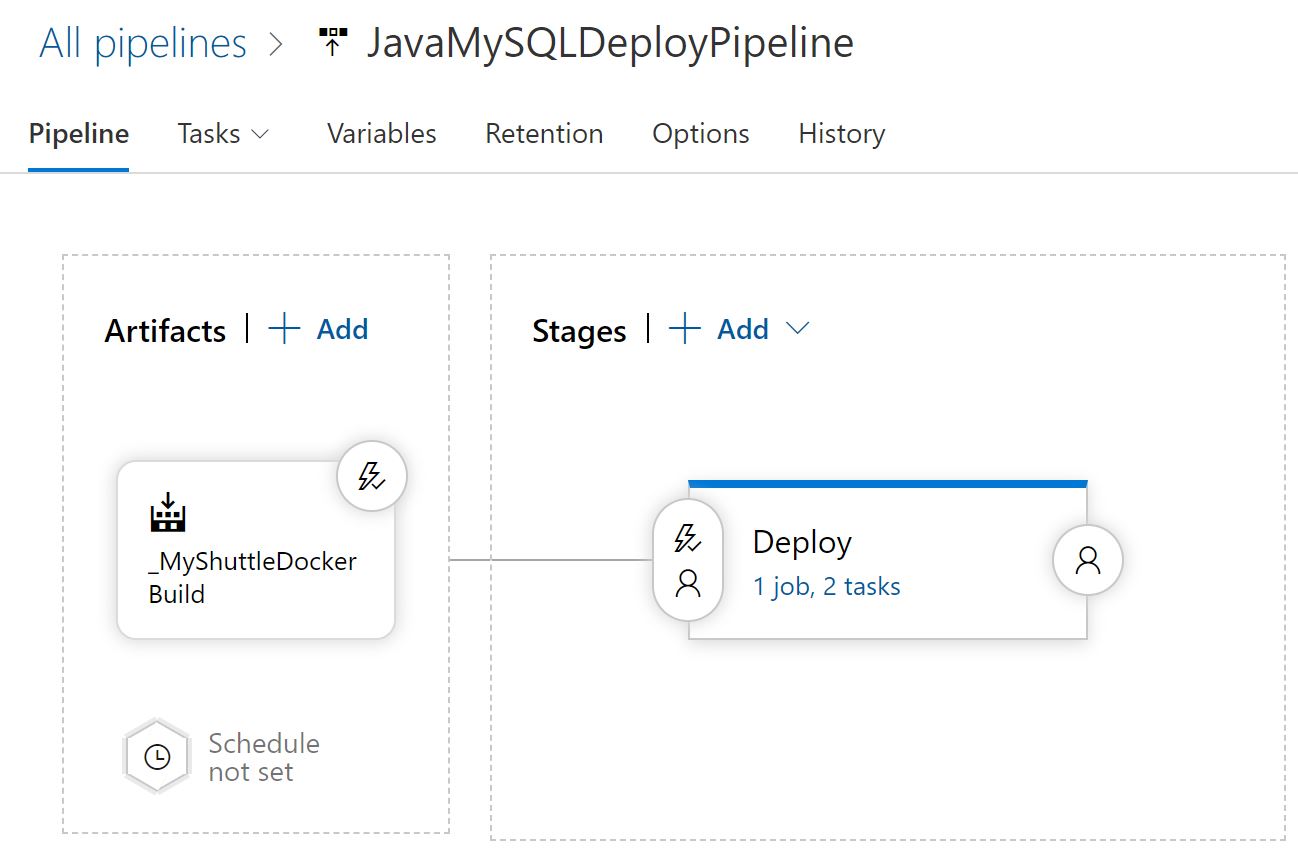 All pipelines > JavaMySQLDeployPipeline
Pipeline Tasks Variables Retention Options History
Artifacts | + Add
Stages | + Add
_MyShuttleDocker
Build
Deploy
1 job, 2 tasks
Schedule
not set